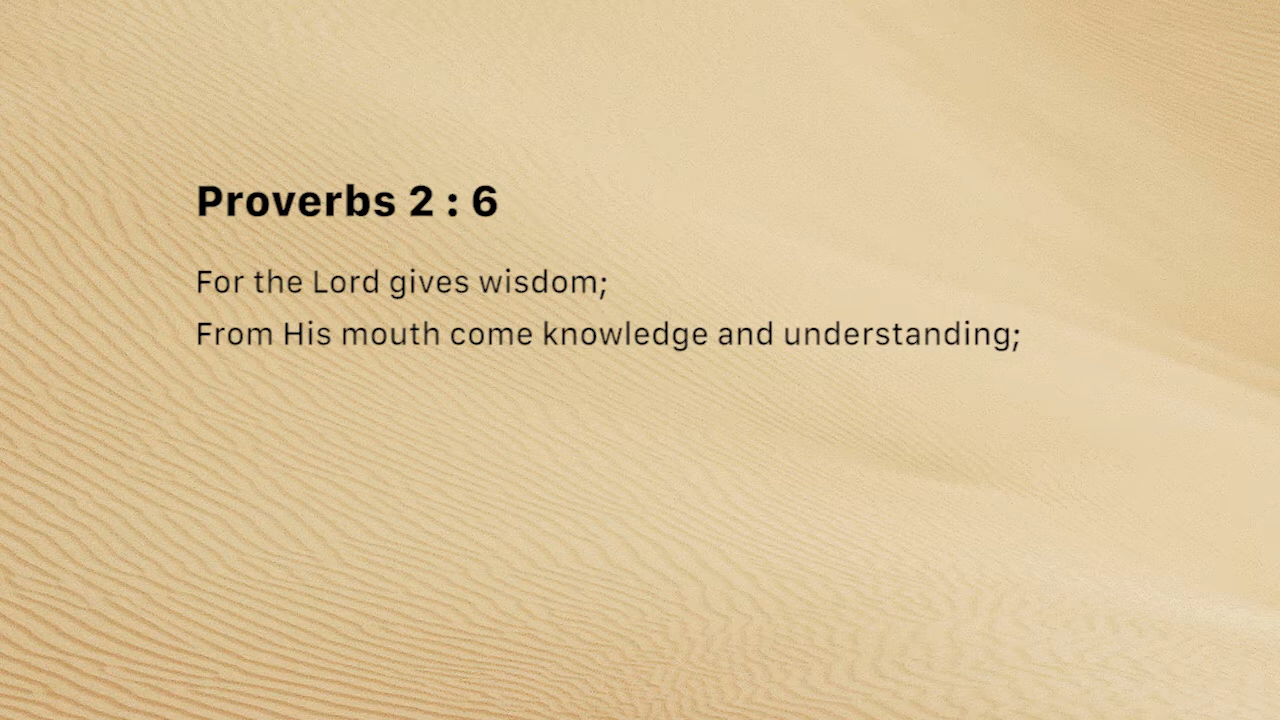 Proverbs 2 : 6
For the Lord gives wisdom;
From His mouth come knowledge and understanding;